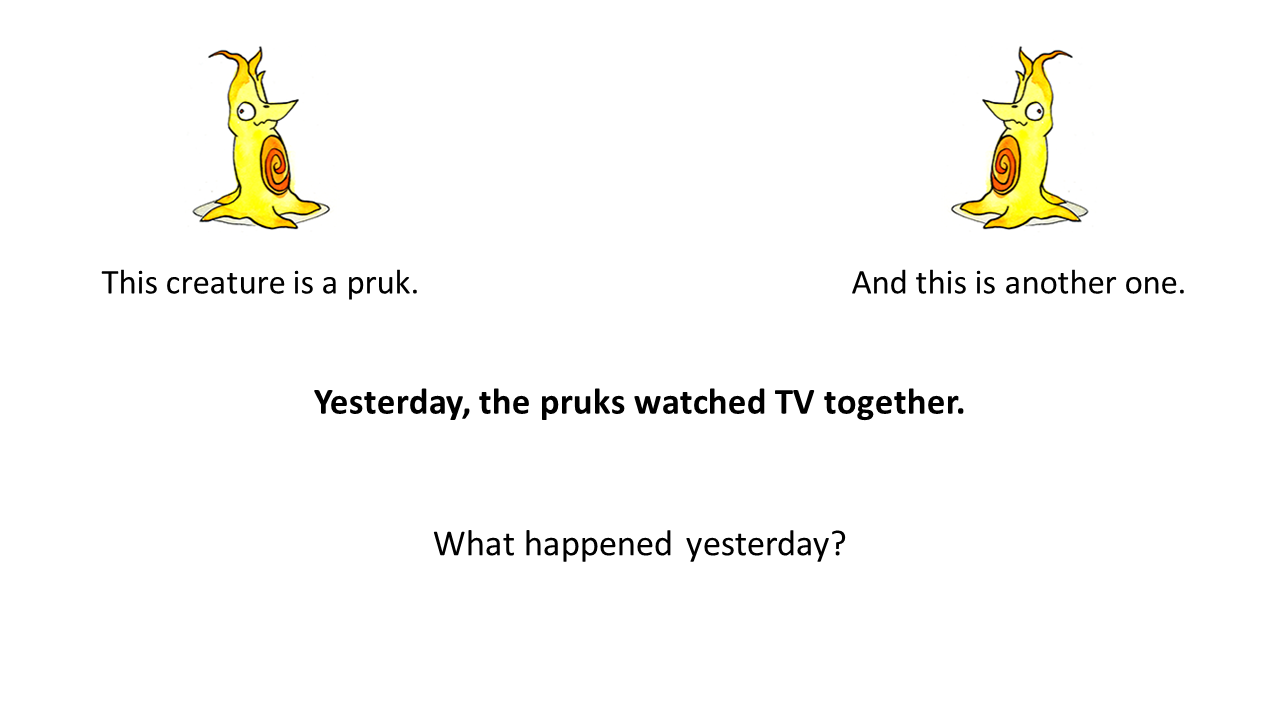 This creature is a pruk.
And this is another one.
Yesterday, the pruks watched TV together.
What happened yesterday?